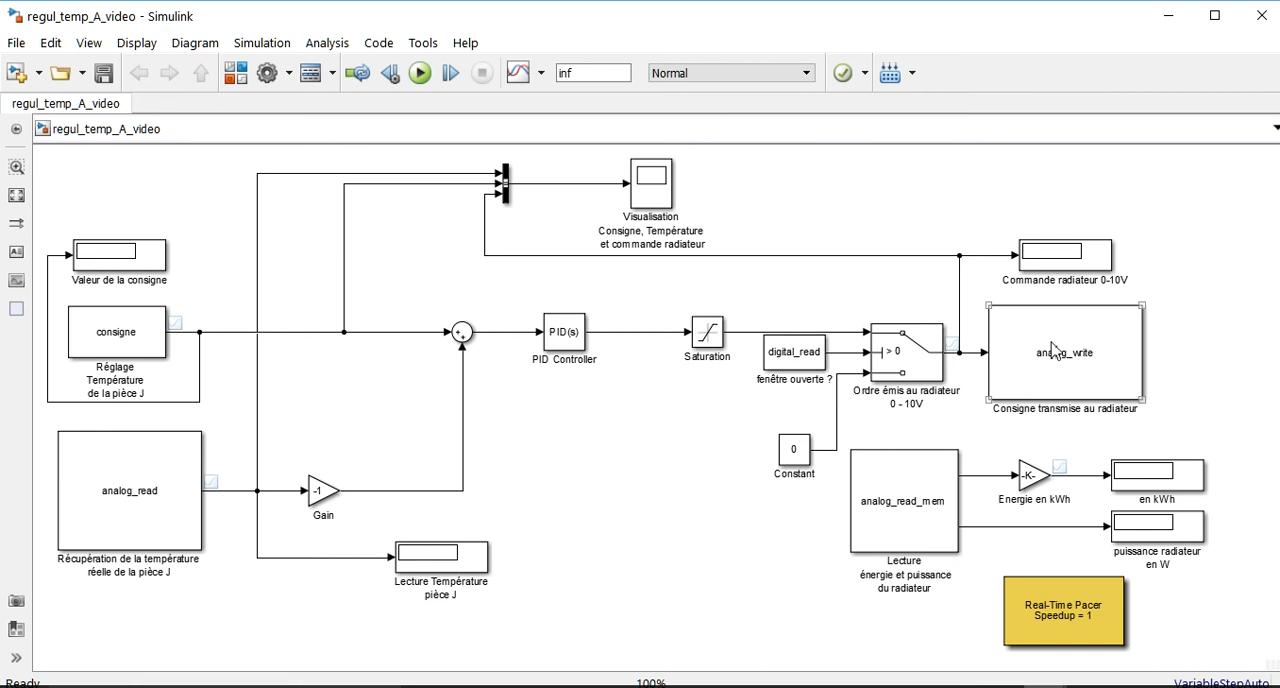 regul_temp_A_video - Simulink
File Edit View Display Diagram Simulation Analysis Code Tools Help
inf Normal
regul_temp_A_video
regul_temp_A_video
Visualisation
Consigne, Température
et commande radiateur
Valeur de la consigne
Commande radiateur 0-10V
consigne
Réglage
Température
de la pièce J
PID(s)
PID Controller
Saturation
digital_read
fenêtre ouverte ?
> 0
Ordre émis au radiateur
0 - 10V
analog_write
Consigne transmise au radiateur
0
Constant
analog_read
Récupération de la température
réelle de la pièce J
-1
Gain
Lecture Température
pièce J
analog_read_mem
Lecture
énergie et puissance
du radiateur
-K-
Energie en kWh
en kWh
puissance radiateur
en W
Real-Time Pacer
Speedup = 1
Ready 100% VariableStepAuto